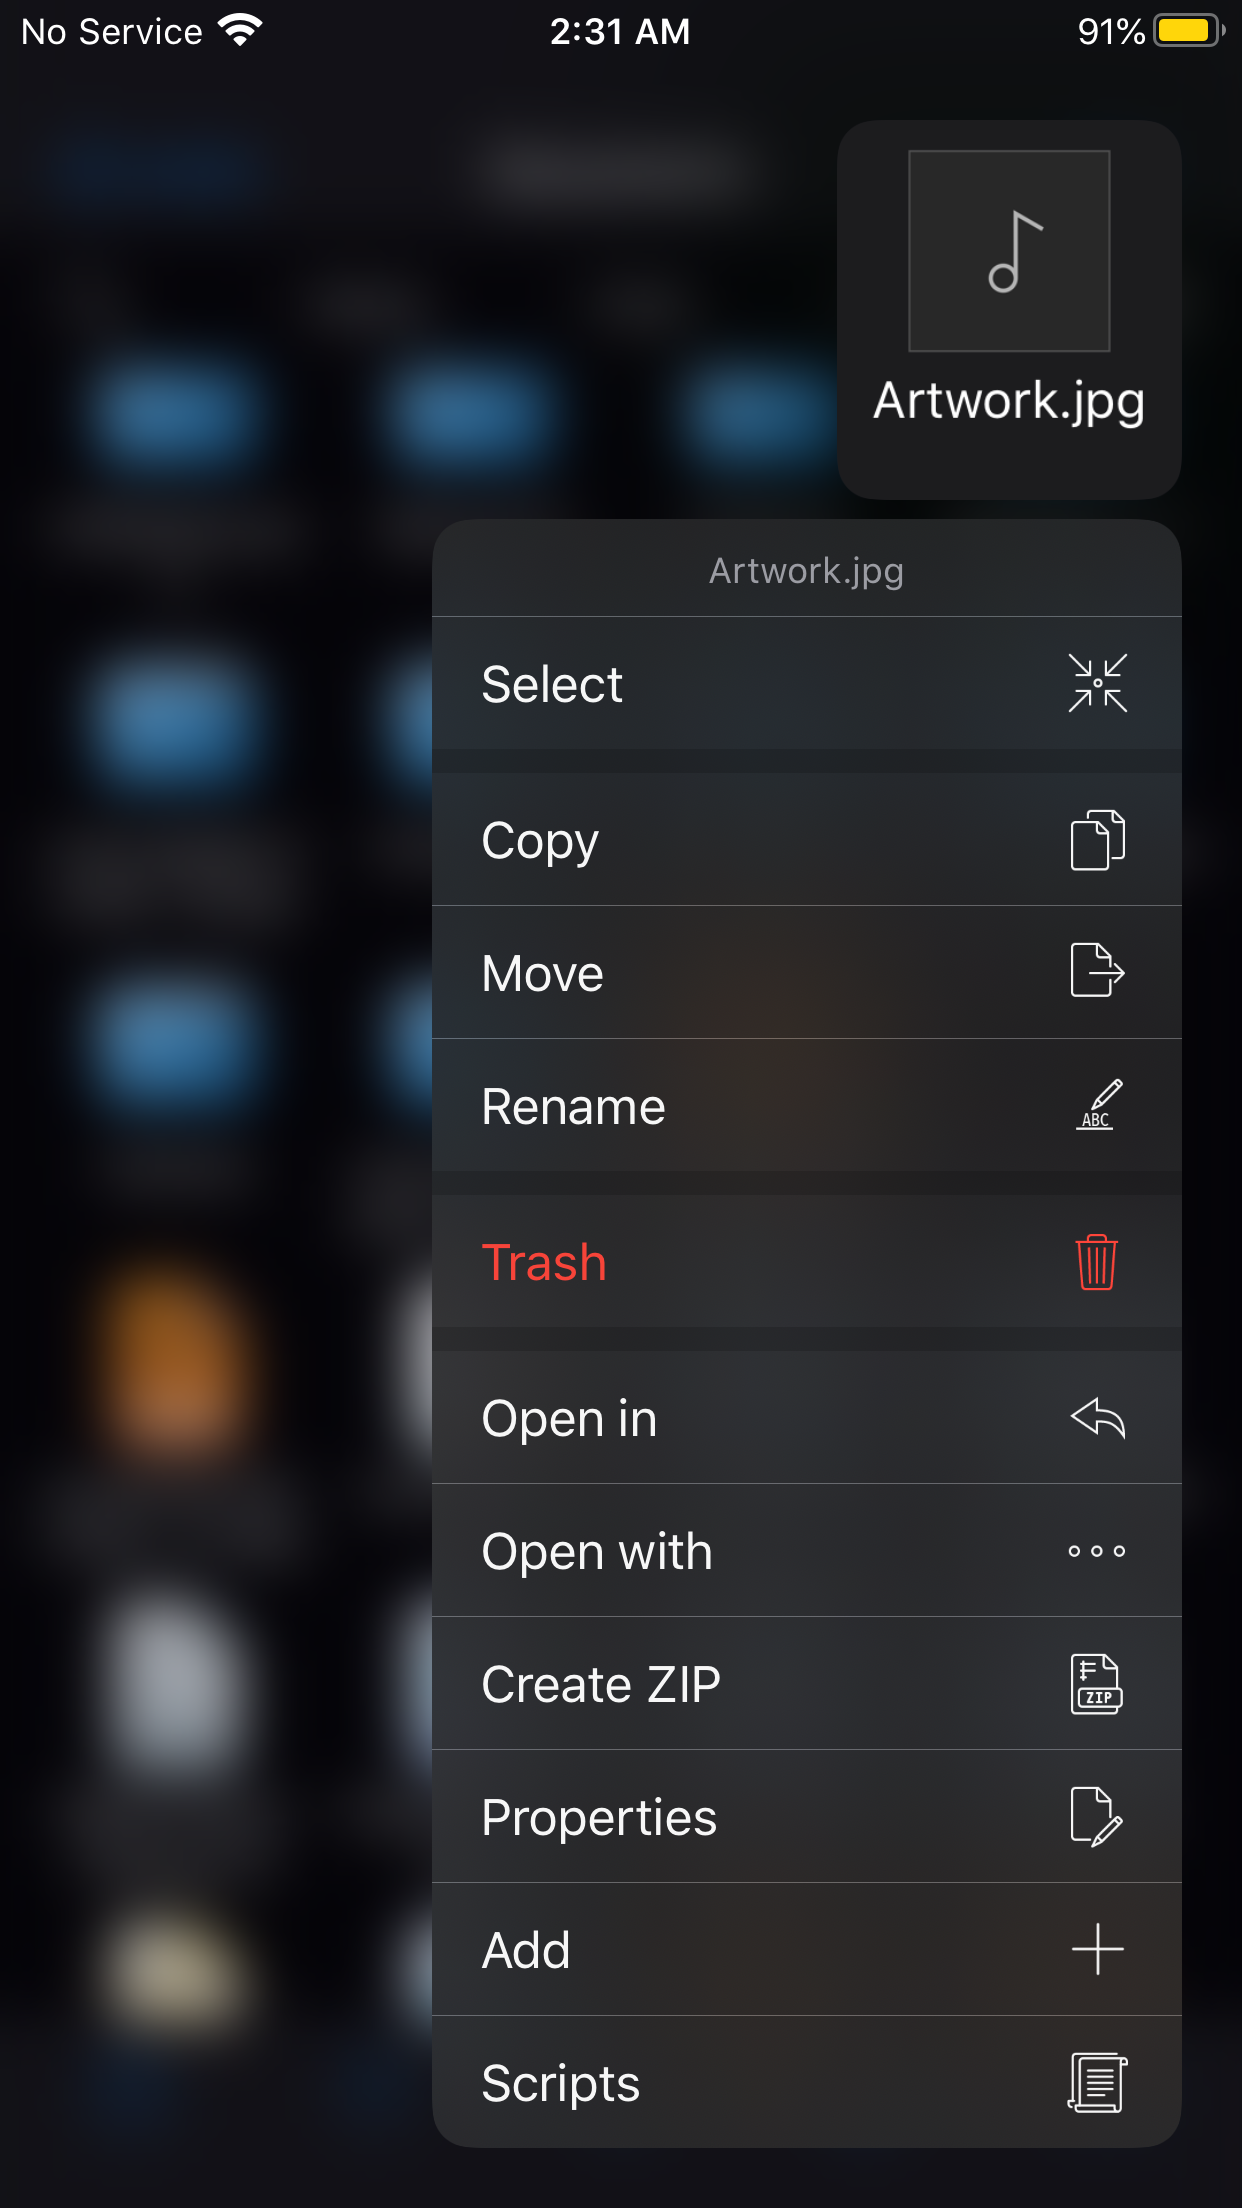 No Service 2:31 AM 91%
Artwork.jpg
Artwork.jpg
Select
Copy
Move
Rename
ABC
Trash
Open in
Open with
Create ZIP
ZIP
Properties
Add
Scripts